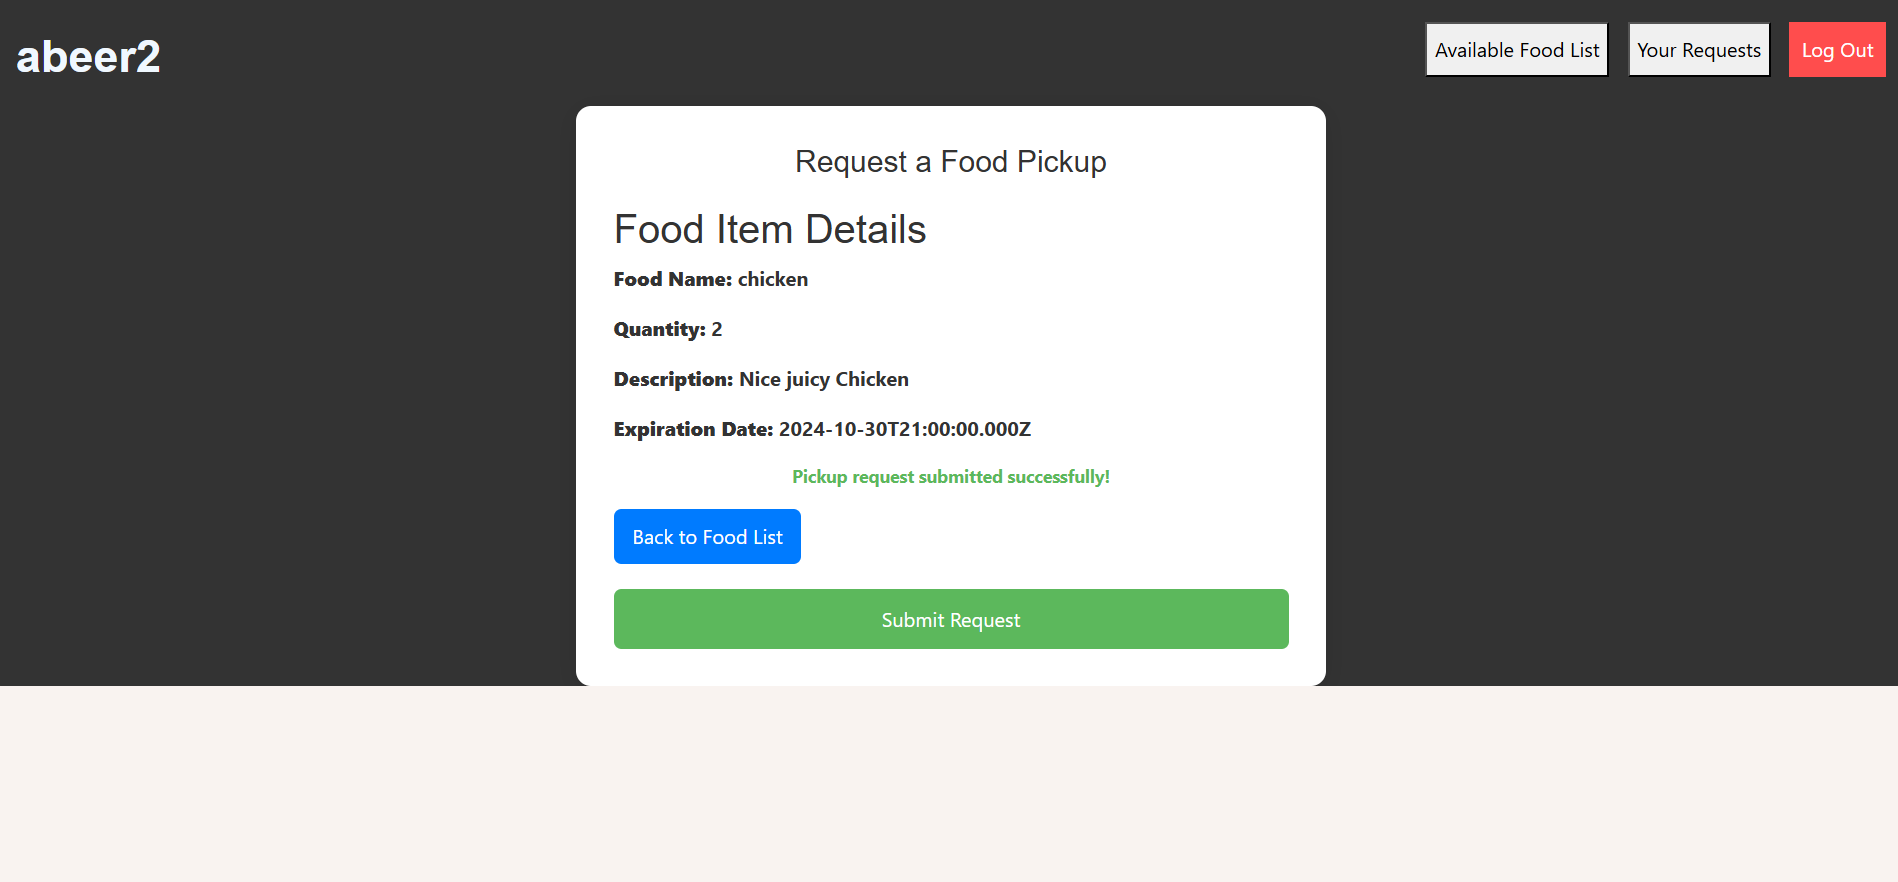 abeer2
Available Food List
Your Requests
Log Out
Request a Food Pickup
Food Item Details
Food Name: chicken
Quantity: 2
Description: Nice juicy Chicken
Expiration Date: 2024-10-30T21:00:00.000Z
Pickup request submitted successfully!
Back to Food List
Submit Request